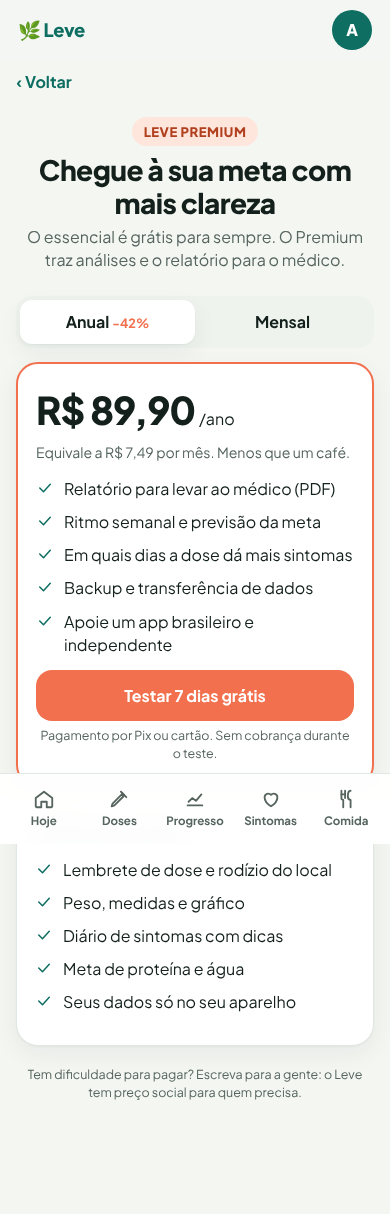 🌿 Leve
A
‹ Voltar
LEVE PREMIUM
Chegue à sua meta com
mais clareza
O essencial é grátis para sempre. O Premium
traz análises e o relatório para o médico.
Anual -42%
Mensal
R$ 89,90 /ano
Equivale a R$ 7,49 por mês. Menos que um café.
Relatório para levar ao médico (PDF)
Ritmo semanal e previsão da meta
Em quais dias a dose dá mais sintomas
Backup e transferência de dados
Apoie um app brasileiro e
independente
Testar 7 dias grátis
Pagamento por Pix ou cartão. Sem cobrança durante
o teste.
Hoje
Doses
Progresso
Sintomas
Comida
Lembrete de dose e rodízio do local
Peso, medidas e gráfico
Diário de sintomas com dicas
Meta de proteína e água
Seus dados só no seu aparelho
Tem dificuldade para pagar? Escreva para a gente: o Leve
tem preço social para quem precisa.